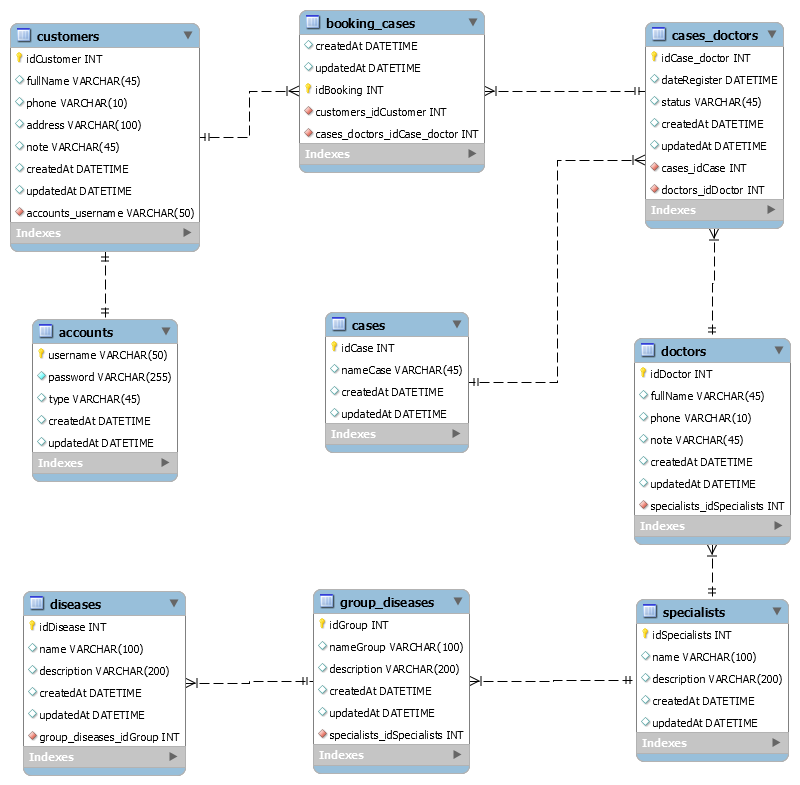 customers
idCustomer INT
fullName VARCHAR(45)
phone VARCHAR(10)
address VARCHAR(100)
note VARCHAR(45)
createdAt DATETIME
updatedAt DATETIME
accounts_username VARCHAR(50)
Indexes
booking_cases
createdAt DATETIME
updatedAt DATETIME
idBooking INT
customers_idCustomer INT
cases_doctors_idCase_doctor INT
Indexes
cases_doctors
idCase_doctor INT
dateRegister DATETIME
status VARCHAR(45)
createdAt DATETIME
updatedAt DATETIME
cases_idCase INT
doctors_idDoctor INT
Indexes
accounts
username VARCHAR(50)
password VARCHAR(255)
type VARCHAR(45)
createdAt DATETIME
updatedAt DATETIME
Indexes
cases
idCase INT
nameCase VARCHAR(45)
createdAt DATETIME
updatedAt DATETIME
Indexes
doctors
idDoctor INT
fullName VARCHAR(45)
phone VARCHAR(10)
note VARCHAR(45)
createdAt DATETIME
updatedAt DATETIME
specialists_idSpecialists INT
Indexes
diseases
idDisease INT
name VARCHAR(100)
description VARCHAR(200)
createdAt DATETIME
updatedAt DATETIME
group_diseases_idGroup INT
Indexes
group_diseases
idGroup INT
nameGroup VARCHAR(100)
description VARCHAR(200)
createdAt DATETIME
updatedAt DATETIME
specialists_idSpecialists INT
Indexes
specialists
idSpecialists INT
name VARCHAR(100)
description VARCHAR(200)
createdAt DATETIME
updatedAt DATETIME
Indexes